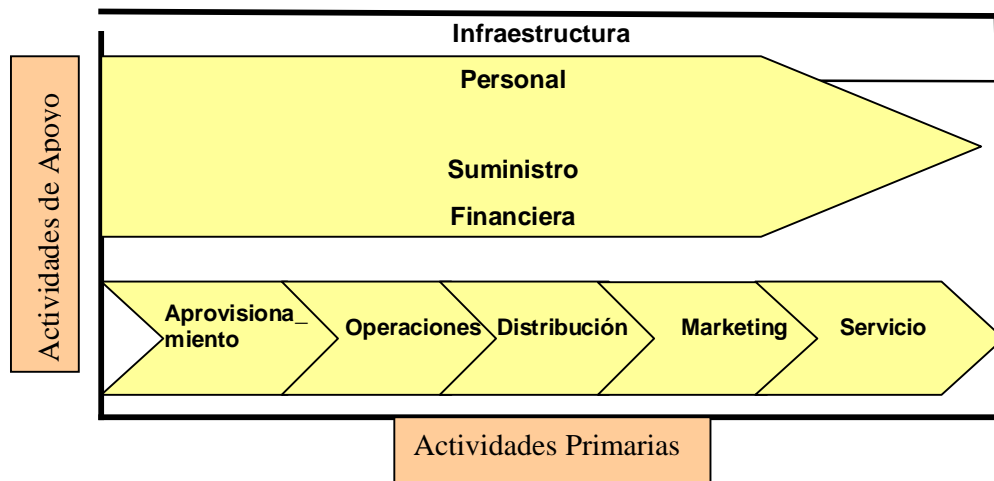 Infraestructura
Personal
Suministro
Financiera
Actividades de Apoyo
Aprovisiona_
miento
Operaciones
Distribución
Marketing
Servicio
Actividades Primarias